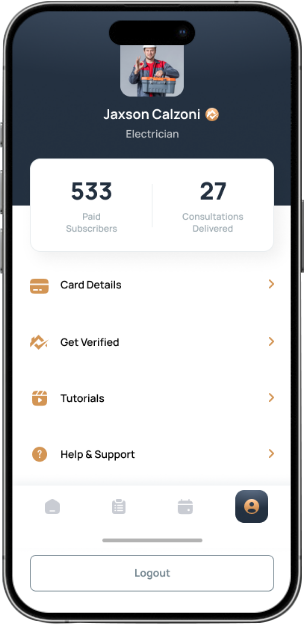 Jaxson Calzoni
Electrician
533
27
Paid
Subscribers
Consultations
Delivered
Card Details
Get Verified
Tutorials
Help & Support
Logout